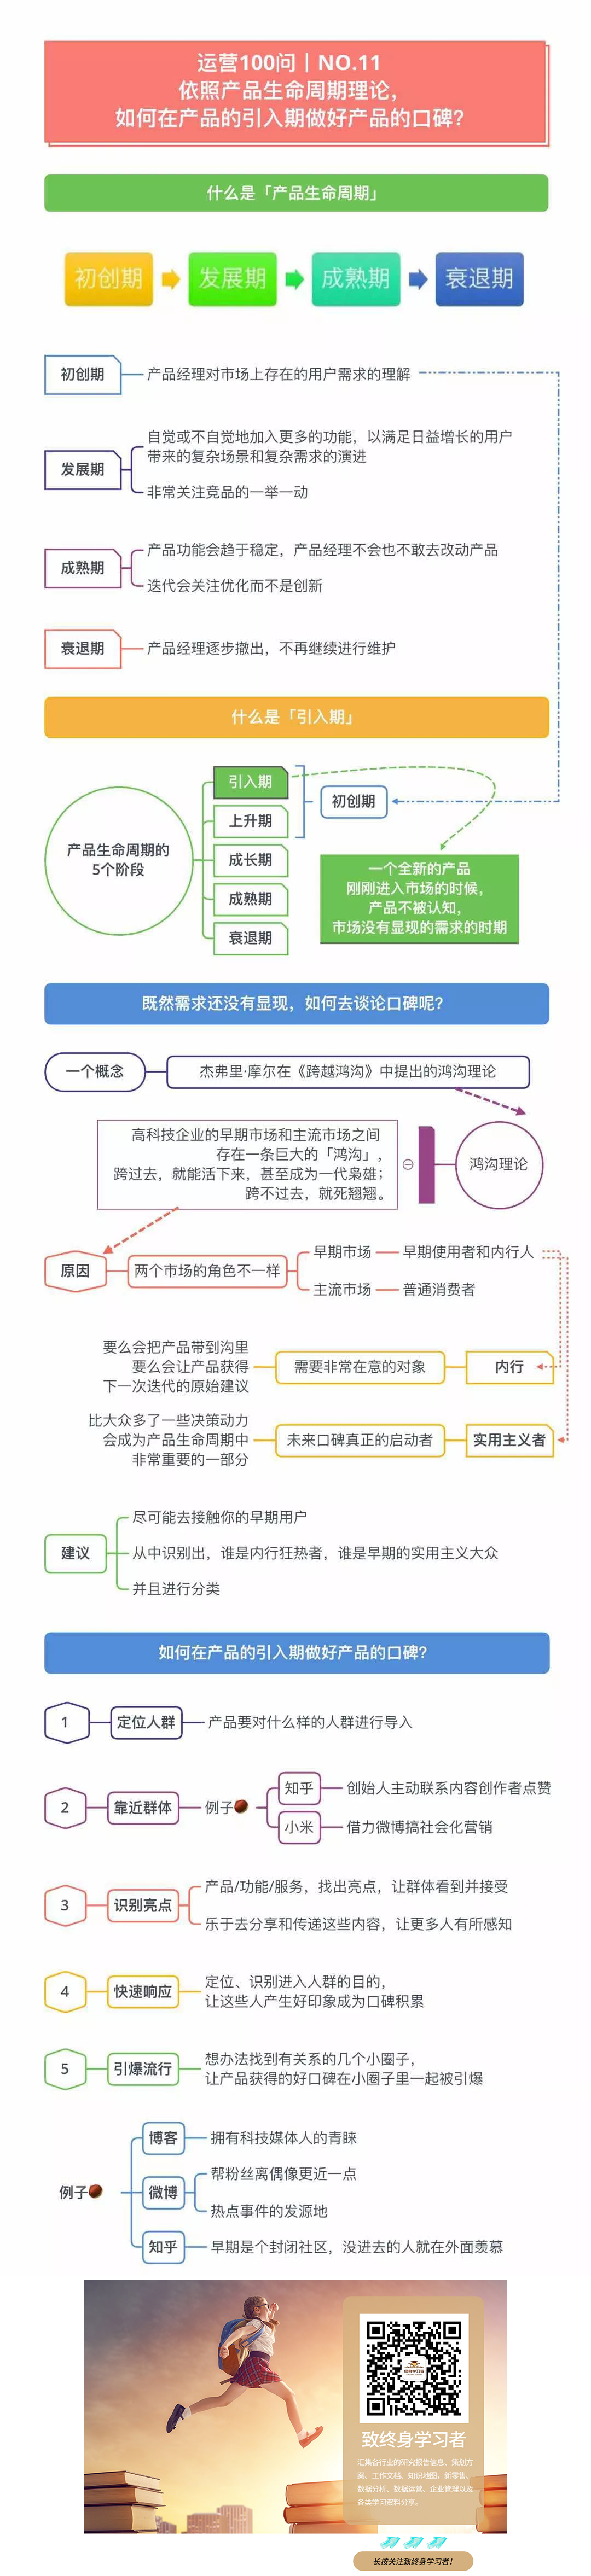 运营100问丨NO.11
依照产品生命周期理论，
如何在产品的引入期做好产品的口碑？
什么是「产品生命周期」
初创期
发展期
成熟期
衰退期
初创期
产品经理对市场上存在的用户需求的理解
发展期
自觉或不自觉地加入更多的功能，以满足日益增长的用户
带来的复杂场景和复杂需求的演进
非常关注竞品的一举一动
成熟期
产品功能会趋于稳定，产品经理不会也不敢去改动产品
迭代会关注优化而不是创新
衰退期
产品经理逐步撤出，不再继续进行维护
什么是「引入期」
产品生命周期的
5个阶段
引入期
上升期
成长期
成熟期
衰退期
初创期
一个全新的产品
刚刚进入市场的时候，
产品不被认知，
市场没有显现的需求的时期
既然需求还没有显现，如何去谈论口碑呢？
一个概念
杰弗里·摩尔在《跨越鸿沟》中提出的鸿沟理论
鸿沟理论
高科技企业的早期市场和主流市场之间
存在一条巨大的「鸿沟」，
跨过去，就能活下来，甚至成为一代枭雄；
跨不过去，就死翘翘。
原因
两个市场的角色不一样
早期市场
早期使用者和内行人
主流市场
普通消费者
要么会把产品带到沟里
要么会让产品获得
下一次迭代的原始建议
需要非常在意的对象
内行
比大众多了一些决策动力
会成为产品生命周期中
非常重要的一部分
未来口碑真正的启动者
实用主义者
建议
尽可能去接触你的早期用户
从中识别出，谁是内行狂热者，谁是早期的实用主义大众
并且进行分类
如何在产品的引入期做好产品的口碑？
1
定位人群
产品要对什么样的人群进行导入
2
靠近群体
例子
知乎
创始人主动联系内容创作者点赞
小米
借力微博搞社会化营销
3
识别亮点
产品/功能/服务，找出亮点，让群体看到并接受
乐于去分享和传递这些内容，让更多人有所感知
4
快速响应
定位、识别进入人群的目的，
让这些人产生好印象成为口碑积累
5
引爆流行
想办法找到有关系的几个小圈子，
让产品获得的好口碑在小圈子里一起被引爆
例子
博客
拥有科技媒体人的青睐
微博
帮粉丝离偶像更近一点
热点事件的发源地
知乎
早期是个封闭社区，没进去的人就在外面羡慕
致终身学习者
汇集各行业的研究报告信息、策划方
案、工作文档、知识地图，新零售、
数据分析、数据运营、企业管理以及
各类学习资料分享。
长按关注致终身学习者！